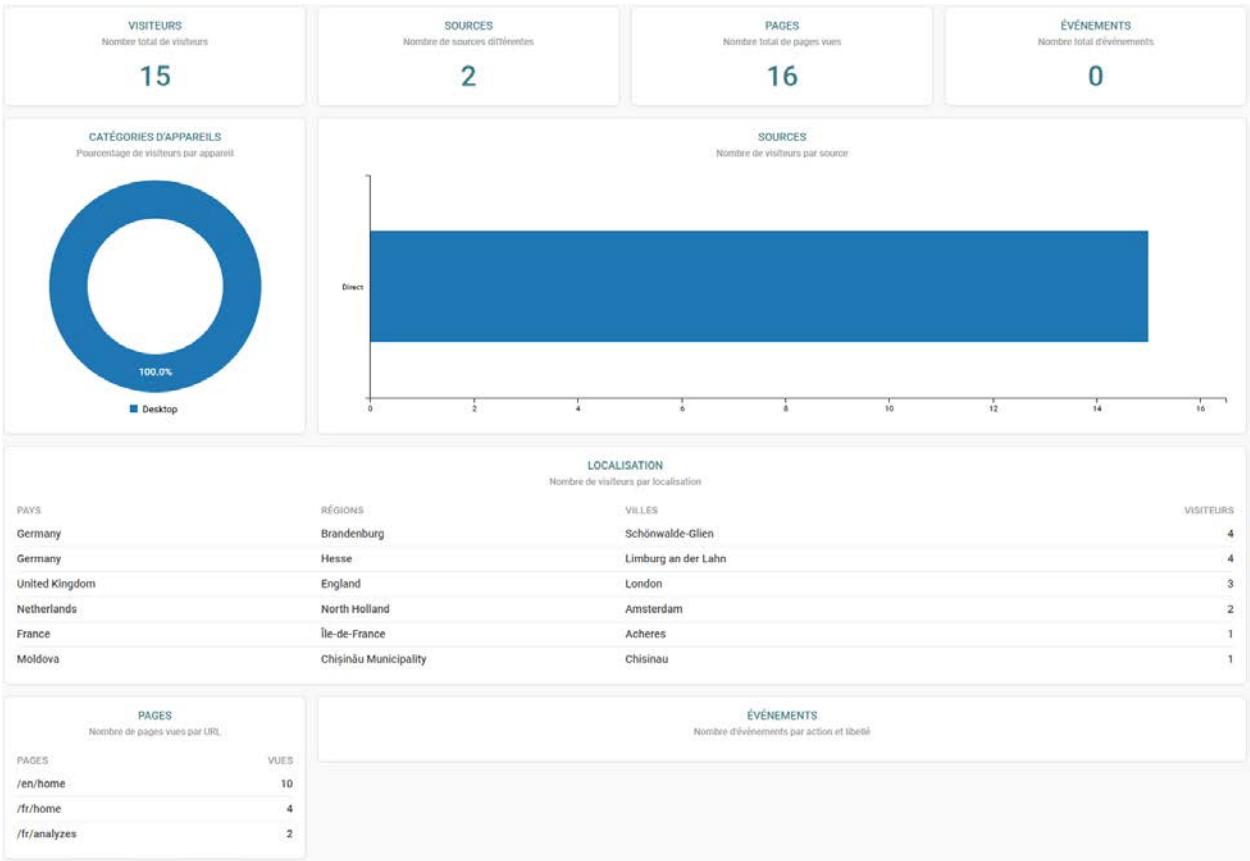 VISITEURS
Nombre total de visiteurs
15
SOURCES
Nombre de sources différentes
2
PAGES
Nombre total de pages vues
16
ÉVÉNEMENTS
Nombre total d'événements
0
CATÉGORIES D'APPAREILS
Pourcentage de visiteurs par appareil
100.0%
Desktop
SOURCES
Nombre de visiteurs par source
Direct
0 2 4 6 8 10 12 14 16
LOCALISATION
Nombre de visiteurs par localisation
PAYS RÉGIONS VILLES VISITEURS
Germany Brandenburg Schönwalde-Glien 4
Germany Hesse Limburg an der Lahn 4
United Kingdom England London 3
Netherlands North Holland Amsterdam 2
France Île-de-France Acheres 1
Moldova Chișinău Municipality Chisinau 1
PAGES
Nombre de pages vues par URL
PAGES VUES
/en/home 10
/fr/home 4
/fr/analyzes 2
ÉVÉNEMENTS
Nombre d'événements par action et libellé